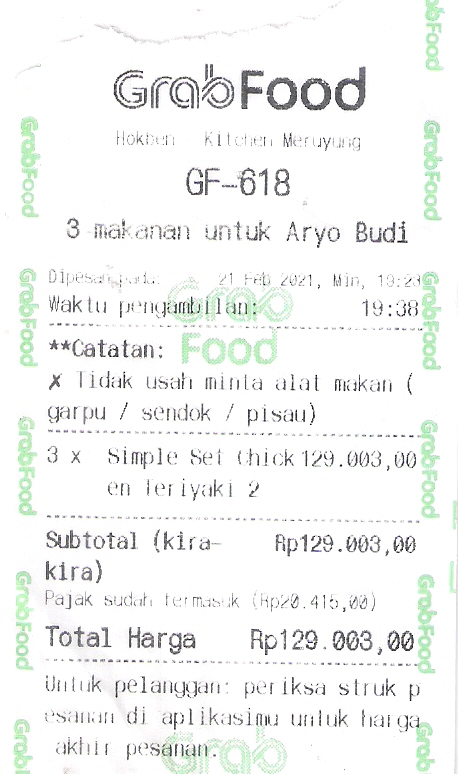 GrabFood
Hokben - Kitchen Meruyung
GF-618
3 makanan untuk Aryo Budi
Dipesan pada: 21 Feb 2021, Min, 19:23
Waktu pengambilan: 19:38
**Catatan:
✗ Tidak usah minta alat makan (
garpu / sendok / pisau)
3 x Simple Set Chick 129.003,00
en Teriyaki 2
Subtotal (kira- Rp129.003,00
kira)
Pajak sudah termasuk (Rp20.415,00)
Total Harga Rp129.003,00
Untuk pelanggan: periksa struk p
esanan di aplikasimu untuk harga
akhir pesanan.
GrabFood
GrabFood
GrabFood
GrabFood
GrabFood
GrabFood
GrabFood
GrabFood
GrabFood
Grab
Food
Grab